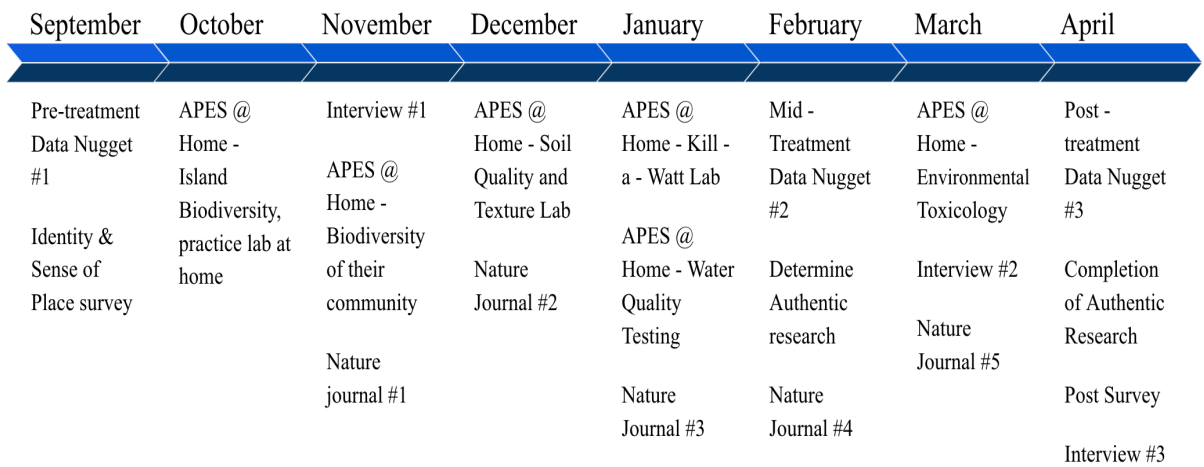 September
Pre-treatment
Data Nugget
#1
Identity &
Sense of
Place survey
October
APES @
Home -
Island
Biodiversity,
practice lab at
home
November
Interview #1
APES @
Home -
Biodiversity
of their
community
Nature
journal #1
December
APES @
Home - Soil
Quality and
Texture Lab
Nature
Journal #2
January
APES @
Home - Kill -
a - Watt Lab
APES @
Home - Water
Quality
Testing
Nature
Journal #3
February
Mid -
Treatment
Data Nugget
#2
Determine
Authentic
research
Nature
Journal #4
March
APES @
Home -
Environmental
Toxicology
Interview #2
Nature
Journal #5
April
Post -
treatment
Data Nugget
#3
Completion
of Authentic
Research
Post Survey
Interview #3